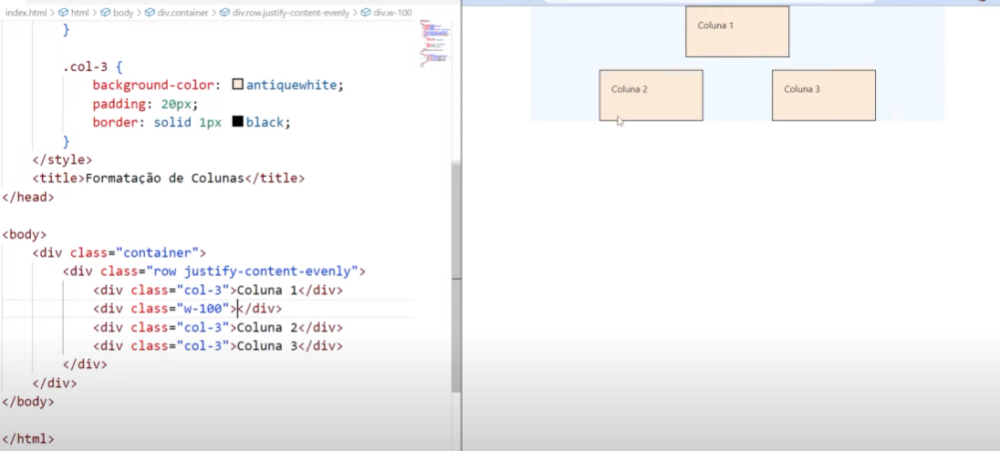 index.html > html > body > div.container > div.row.justify-content-evenly > div.w-100
}
.col-3 {
background-color: antiquewhite;
padding: 20px;
border: solid 1px black;
}
</style>
<title>Formatação de Colunas</title>
</head>
<body>
<div class="container">
<div class="row justify-content-evenly">
<div class="col-3">Coluna 1</div>
<div class="w-100"></div>
<div class="col-3">Coluna 2</div>
<div class="col-3">Coluna 3</div>
</div>
</div>
</body>
</html>
Coluna 1
Coluna 2
Coluna 3